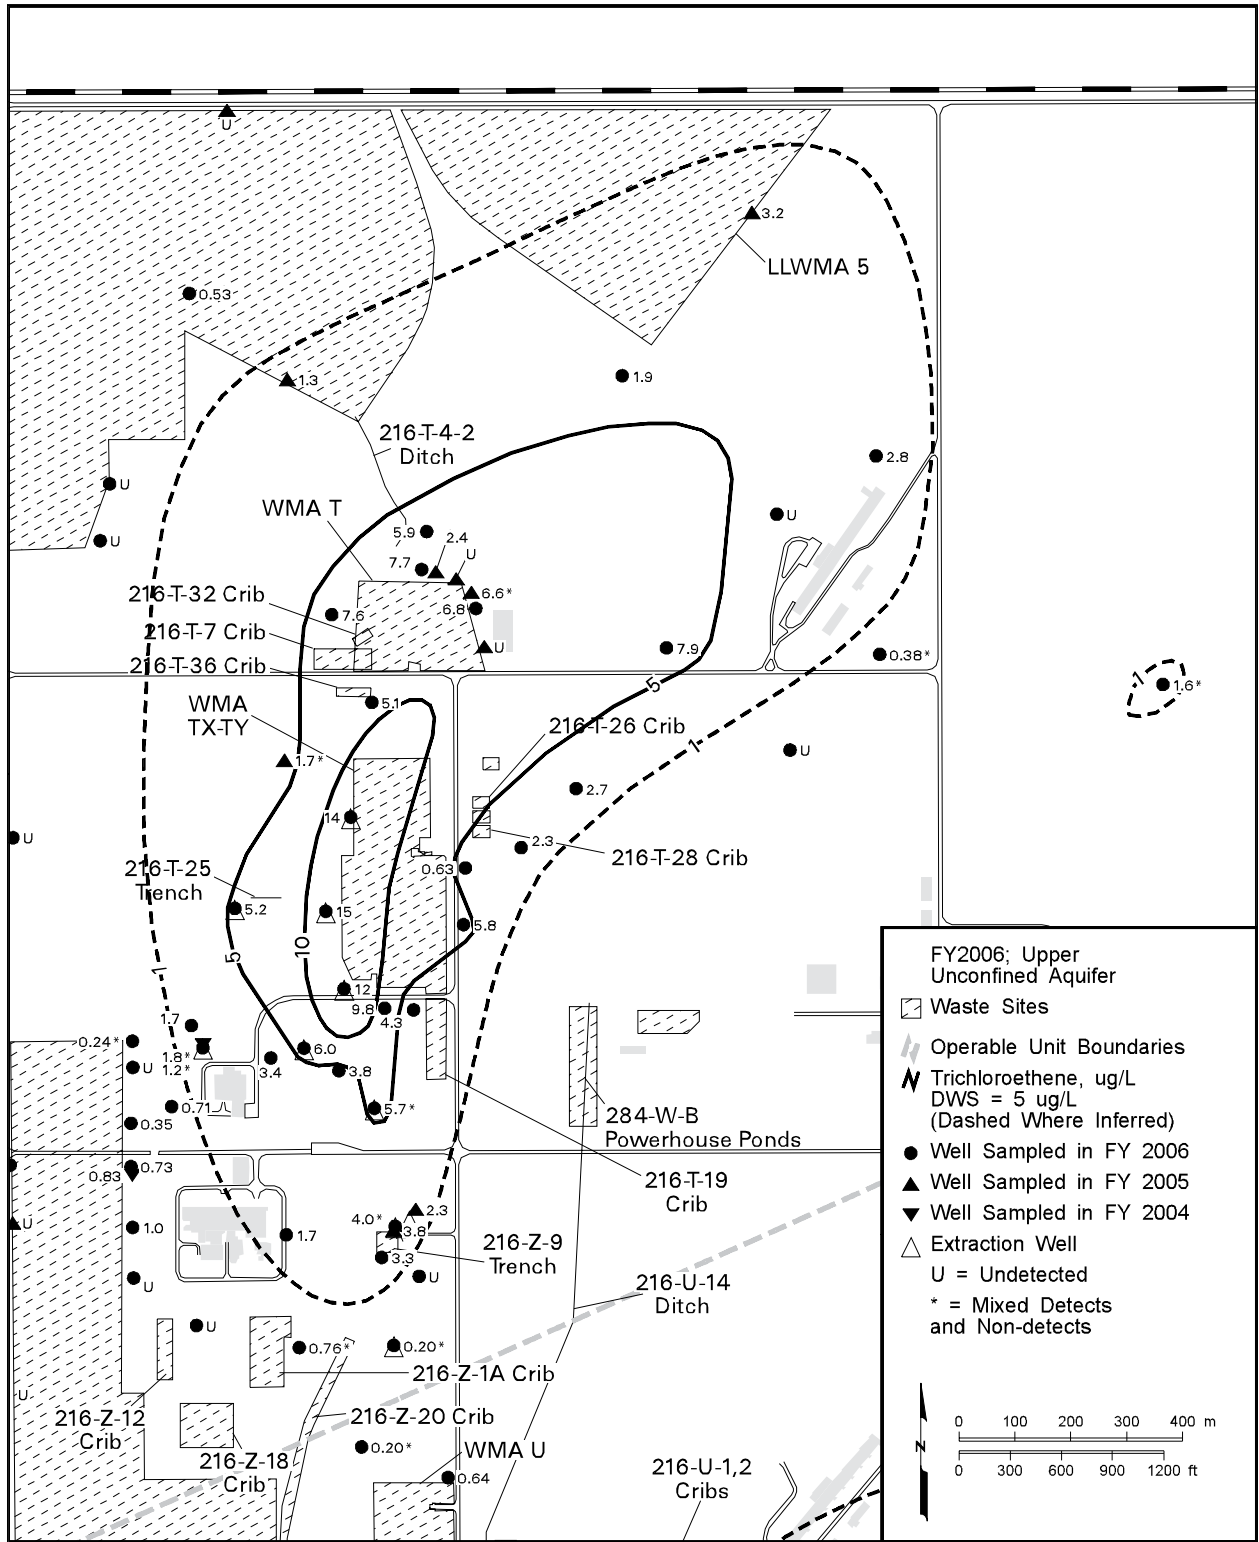 U
3.2
LLWMA 5
0.53
1.3
1.9
216-T-4-2
Ditch
2.8
U
WMA T
U
5.9
2.4
U
7.7
U
216-T-32 Crib
6.6*
6.8
7.6
216-T-7 Crib
U
7.9
0.38*
216-T-36 Crib
5
1
1.6*
5.1
WMA
TX-TY
216-T-26 Crib
1
U
1.7*
2.7
14
U
2.3
216-T-28 Crib
0.63
216-T-25
Trench
5.2
15
5.8
10
5
1
12
9.8
4.3
1.7
0.24*
1.8*
6.0
U
1.2*
3.4
3.8
0.71
5.7*
0.35
284-W-B
Powerhouse Ponds
0.73
0.83
216-T-19
Crib
2.3
4.0*
U
1.0
1.7
3.8
216-Z-9
Trench
3.3
U
U
216-U-14
Ditch
U
0.76*
0.20*
216-Z-1A Crib
U
216-Z-12
Crib
216-Z-20 Crib
0.20*
WMA U
216-Z-18
Crib
0.64
216-U-1,2
Cribs
FY2006; Upper
Unconfined Aquifer
Waste Sites
Operable Unit Boundaries
Trichloroethene, ug/L
DWS = 5 ug/L
(Dashed Where Inferred)
Well Sampled in FY 2006
Well Sampled in FY 2005
Well Sampled in FY 2004
Extraction Well
U = Undetected
* = Mixed Detects
and Non-detects
N
0 100 200 300 400 m
0 300 600 900 1200 ft